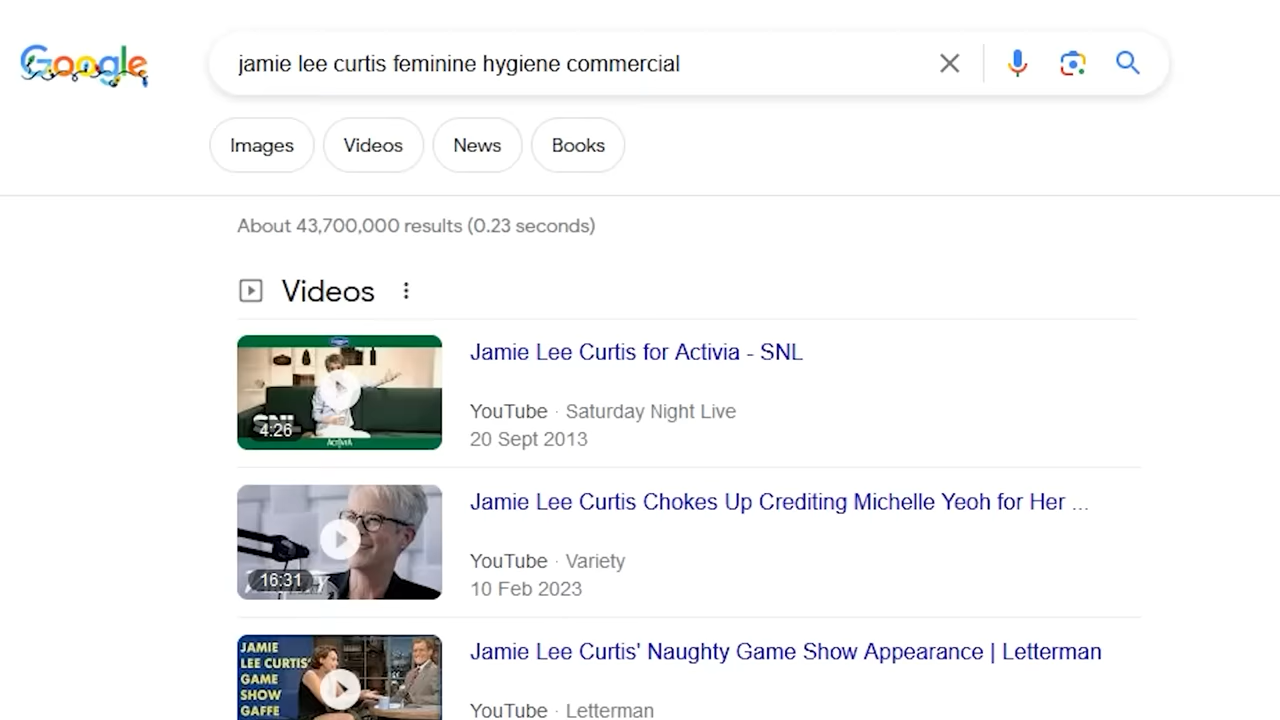 Google
jamie lee curtis feminine hygiene commercial
Images
Videos
News
Books
About 43,700,000 results (0.23 seconds)
Videos
Jamie Lee Curtis for Activia - SNL
SNL
4:26
ACTIVIA
YouTube · Saturday Night Live
20 Sept 2013
Jamie Lee Curtis Chokes Up Crediting Michelle Yeoh for Her ...
16:31
YouTube · Variety
10 Feb 2023
Jamie Lee Curtis' Naughty Game Show Appearance | Letterman
JAMIE
LEE CURTIS'
GAME
SHOW
GAFFE
YouTube · Letterman